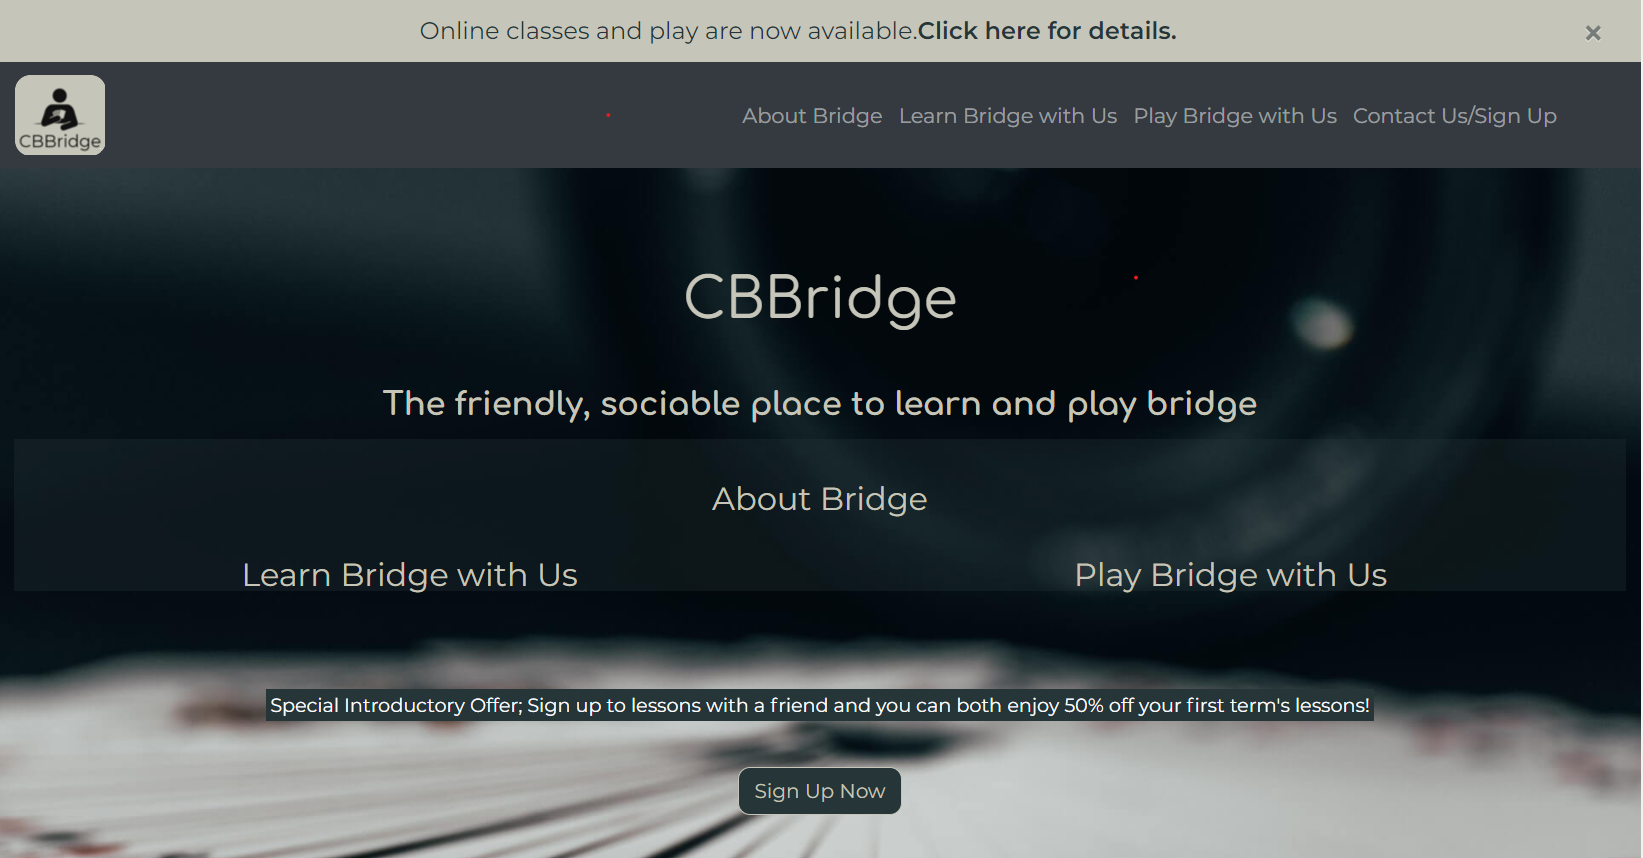 Online classes and play are now available.Click here for details.
CBBridge
About Bridge Learn Bridge with Us Play Bridge with Us Contact Us/Sign Up
CBBridge
The friendly, sociable place to learn and play bridge
About Bridge
Learn Bridge with Us Play Bridge with Us
Special Introductory Offer; Sign up to lessons with a friend and you can both enjoy 50% off your first term's lessons!
Sign Up Now